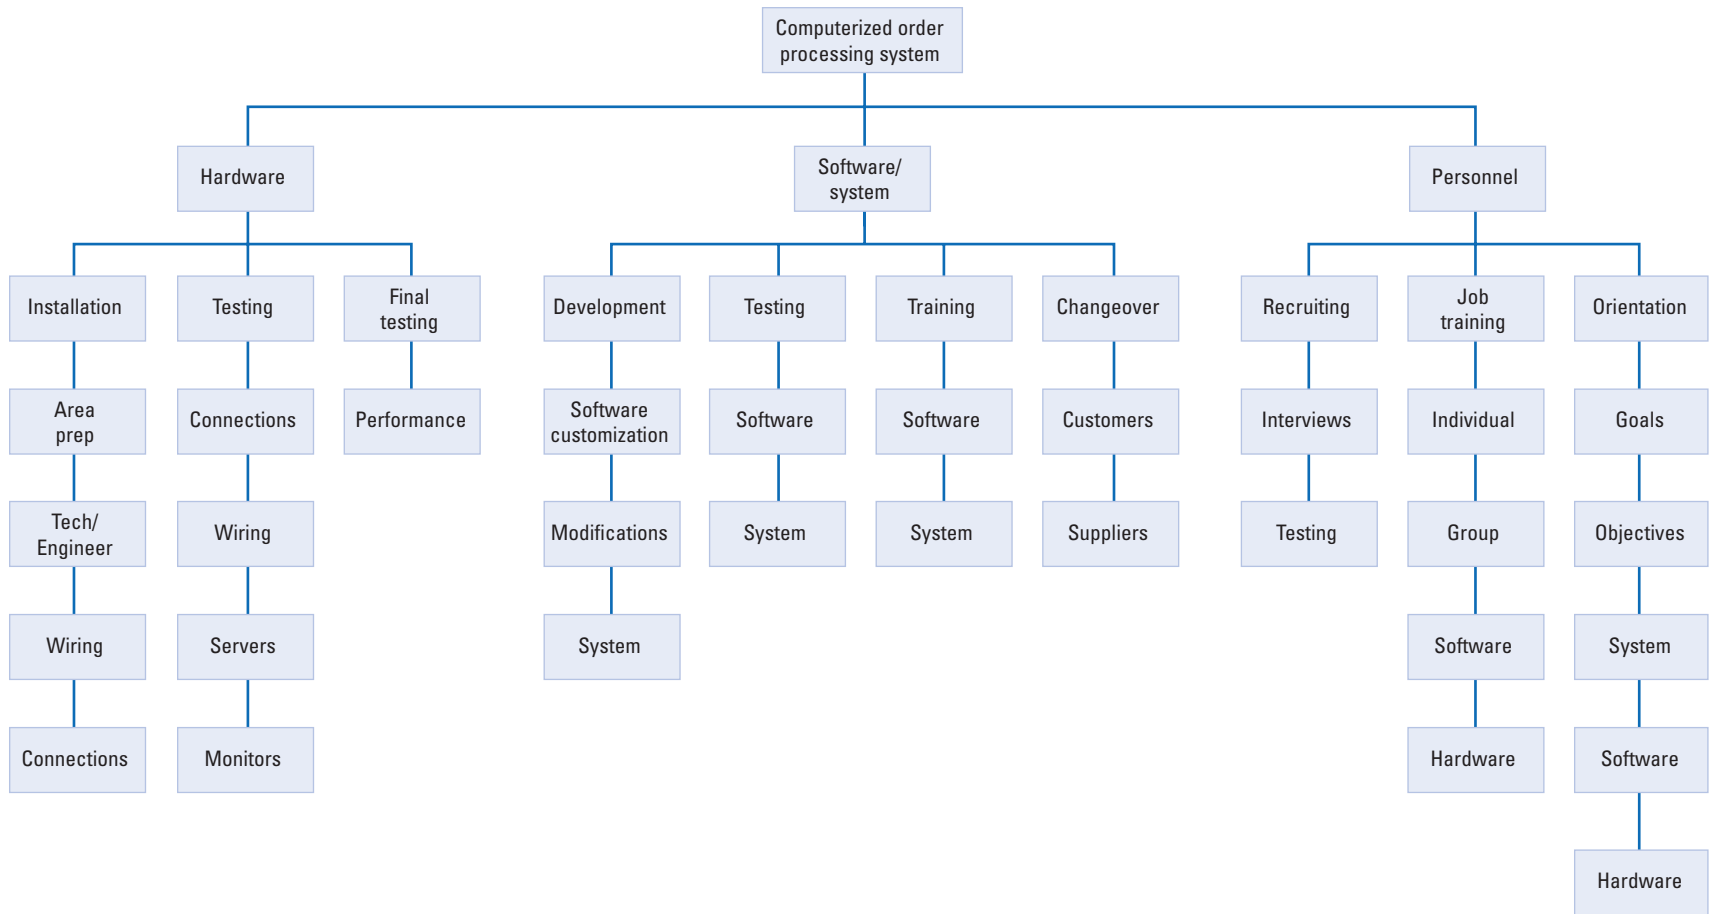 Computerized order
processing system
Hardware
Software/
system
Personnel
Installation
Testing
Final
testing
Development
Testing
Training
Changeover
Recruiting
Job
training
Orientation
Area
prep
Connections
Performance
Software
customization
Software
Software
Customers
Interviews
Individual
Goals
Tech/
Engineer
Wiring
Modifications
System
System
Suppliers
Testing
Group
Objectives
Wiring
Servers
System
Software
System
Connections
Monitors
Hardware
Software
Hardware